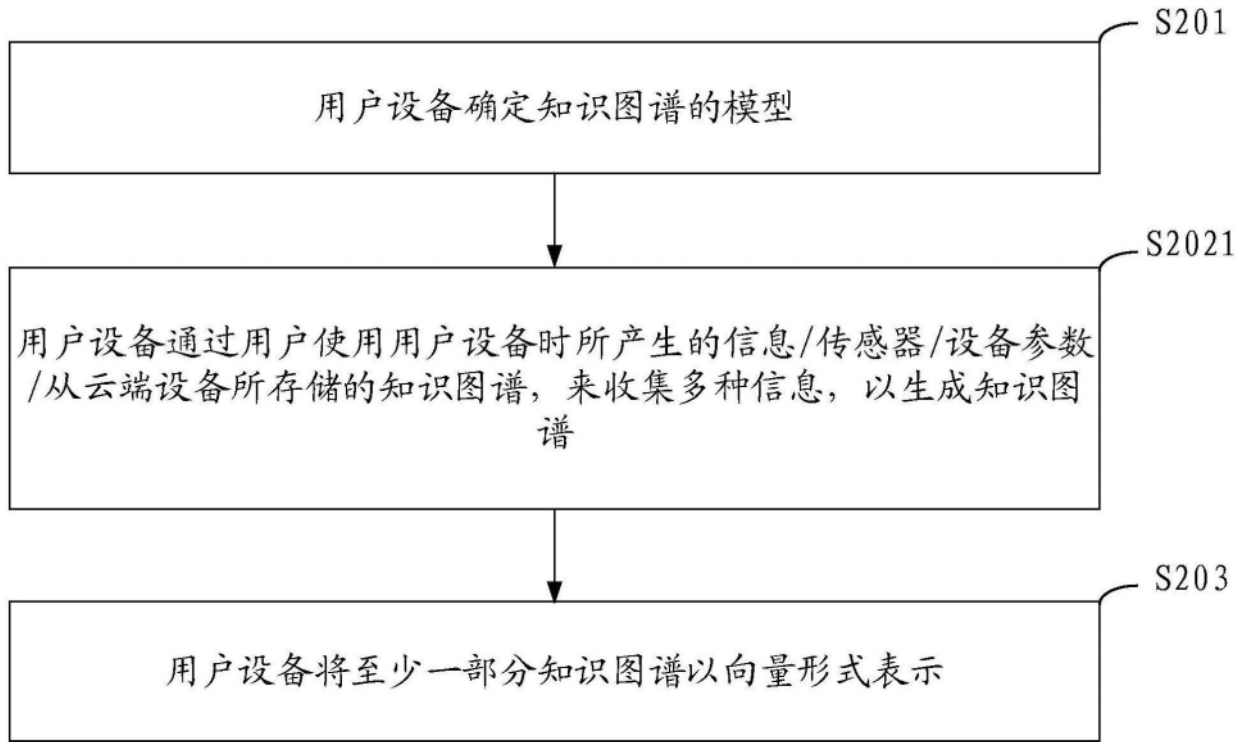 S201
用户设备确定知识图谱的模型
S2021
用户设备通过用户使用用户设备时所产生的信息/传感器/设备参数
/从云端设备所存储的知识图谱，来收集多种信息，以生成知识图
谱
S203
用户设备将至少一部分知识图谱以向量形式表示